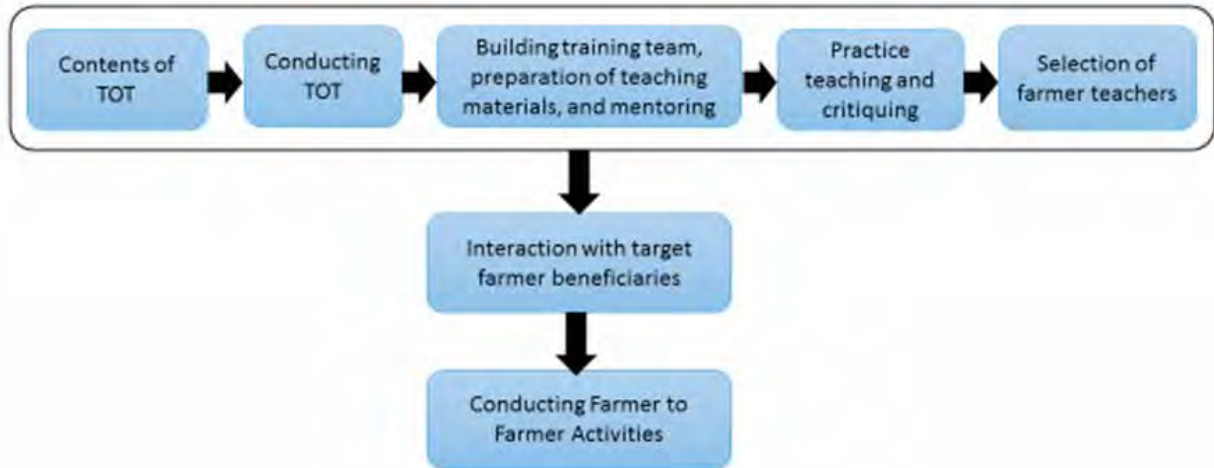 Contents of
TOT
Conducting
TOT
Building training team,
preparation of teaching
materials, and mentoring
Practice
teaching and
critiquing
Selection of
farmer teachers
Interaction with target
farmer beneficiaries
Conducting Farmer to
Farmer Activities